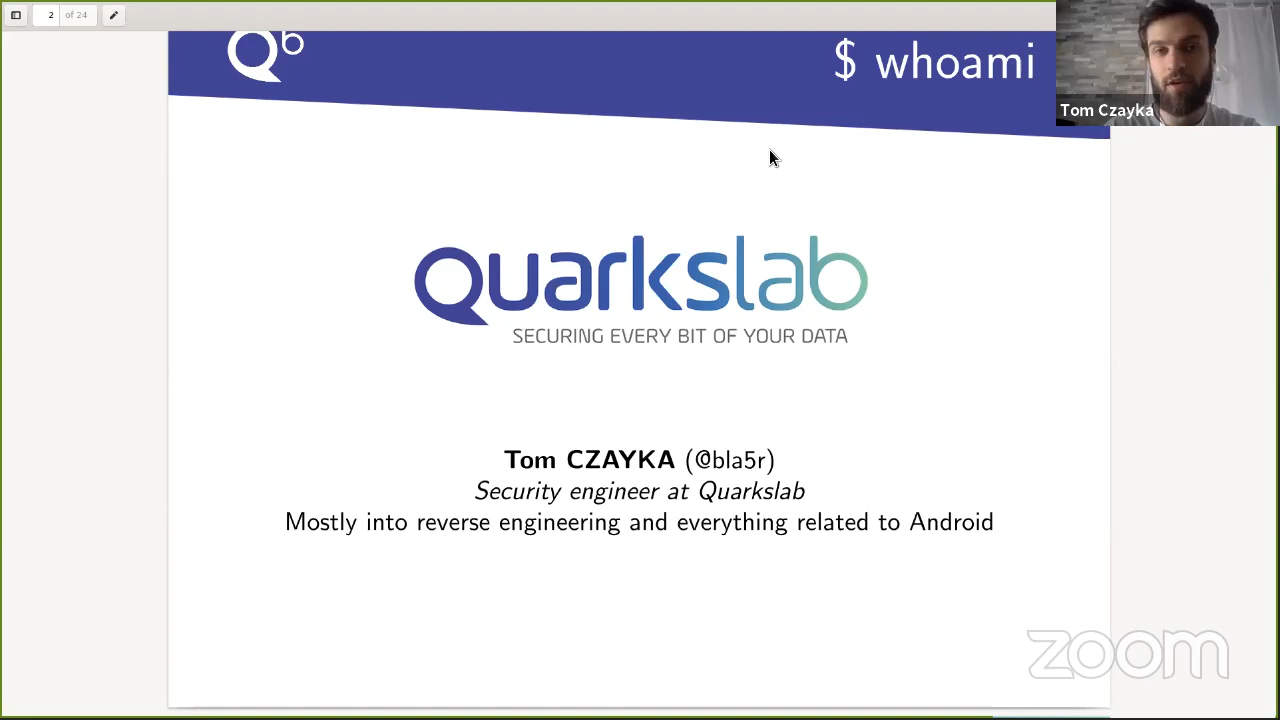 2 of 24
Qb
$ whoami
Tom Czayka
Quarkslab
SECURING EVERY BIT OF YOUR DATA
Tom CZAYKA (@bla5r)
Security engineer at Quarkslab
Mostly into reverse engineering and everything related to Android
zoom